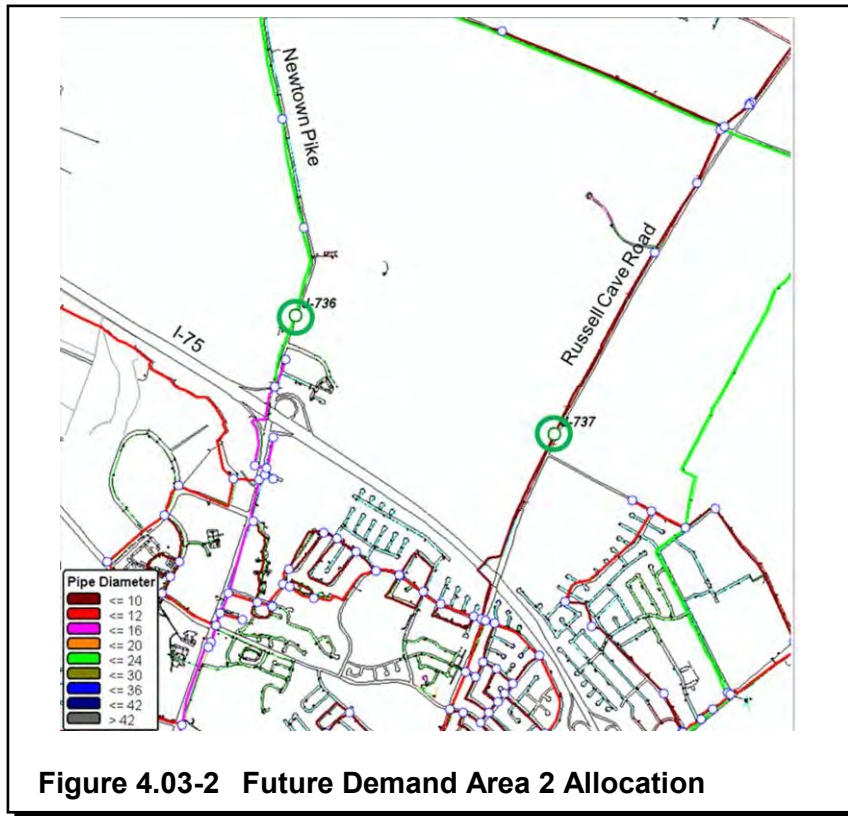 Newtown Pike
J-736
I-75
Russell Cave Road
J-737
Pipe Diameter
<= 10
<= 12
<= 16
<= 20
<= 24
<= 30
<= 36
<= 42
> 42
Figure 4.03-2 Future Demand Area 2 Allocation